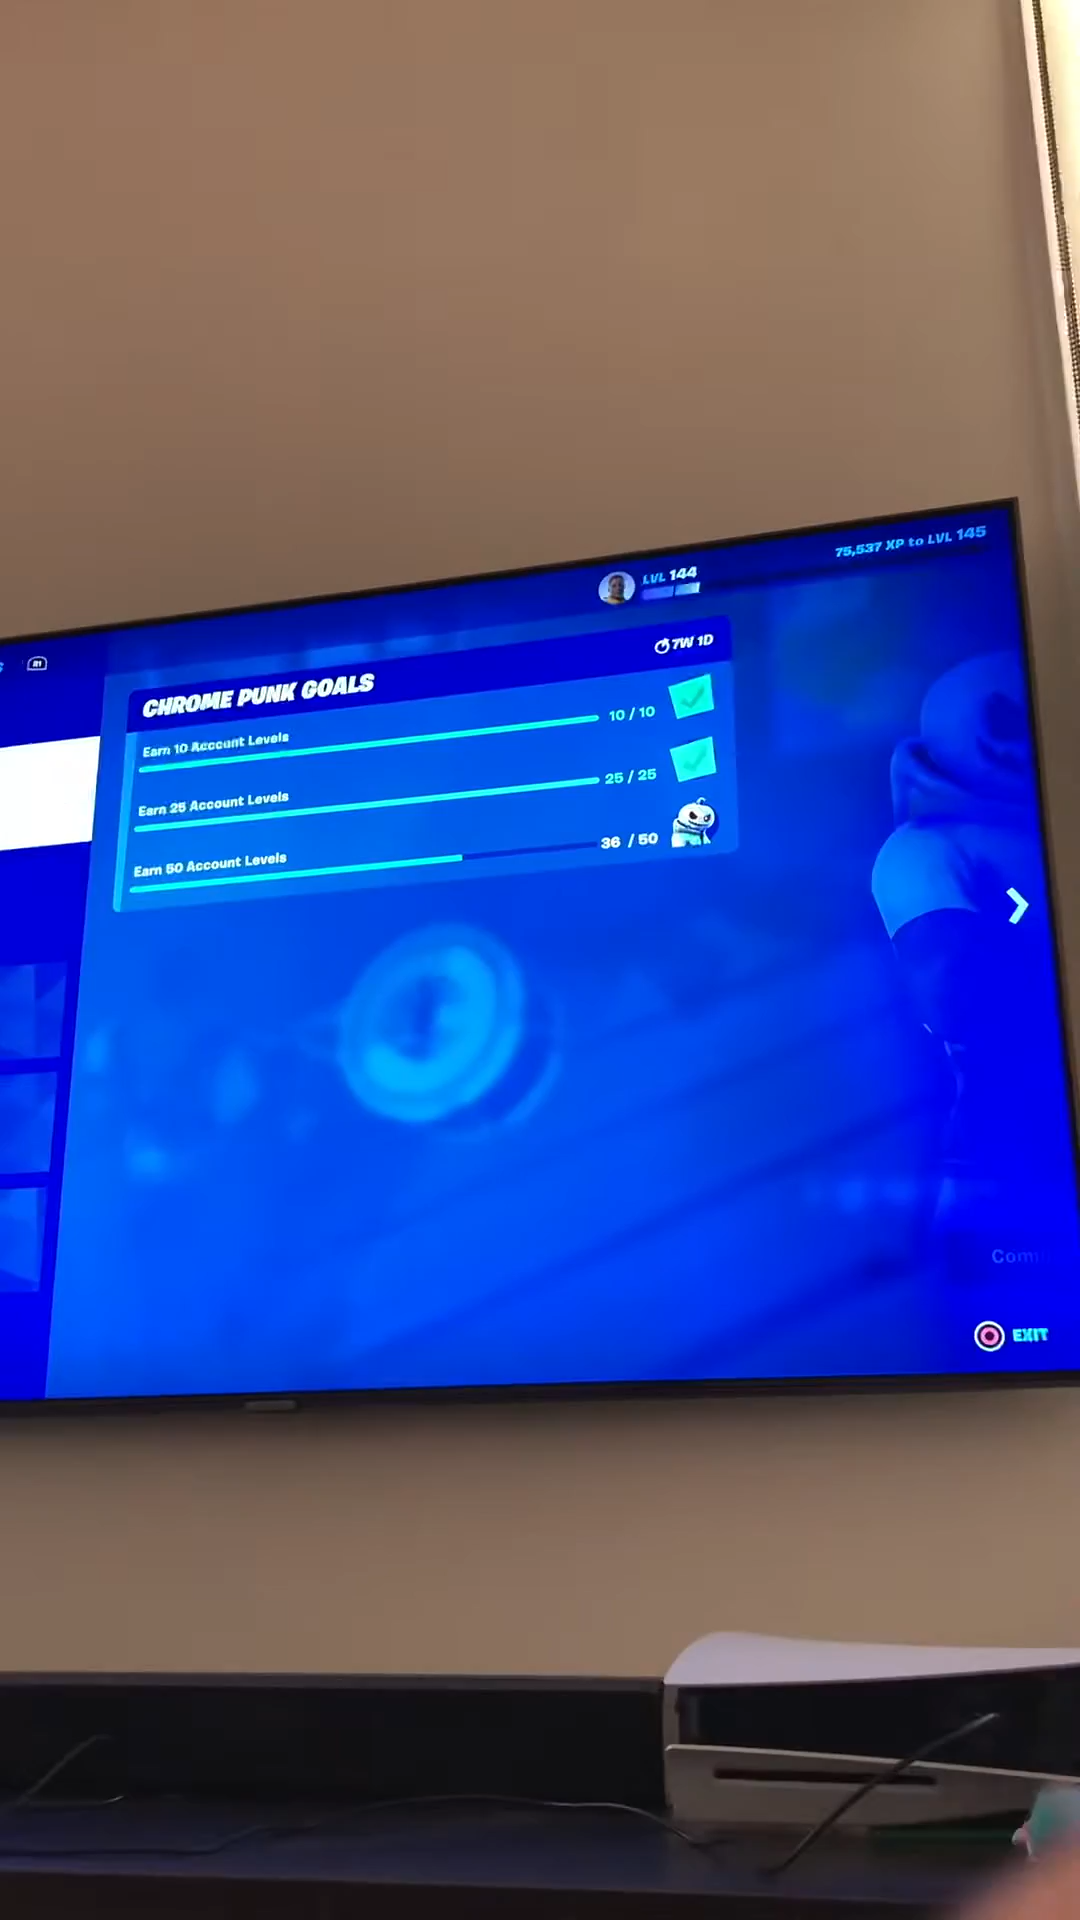 75,537 XP to LVL 145
LVL 144
R1
7W 1D
CHROME PUNK GOALS
Earn 10 Account Levels
10 / 10
Earn 25 Account Levels
25 / 25
Earn 50 Account Levels
36 / 50
EXIT